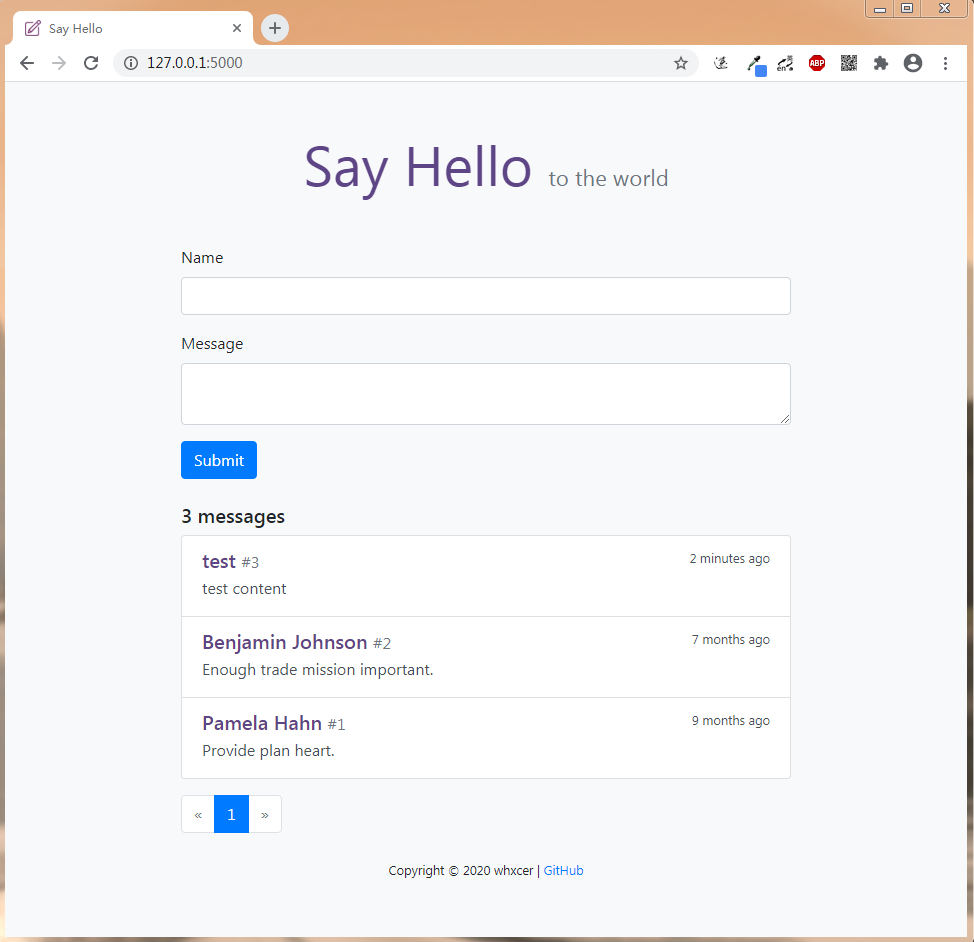 Say Hello
127.0.0.1:5000
en
ABP
Say Hello to the world
Name
Message
Submit
3 messages
test #3 2 minutes ago
test content
Benjamin Johnson #2 7 months ago
Enough trade mission important.
Pamela Hahn #1 9 months ago
Provide plan heart.
« 1 »
Copyright © 2020 whxcer | GitHub